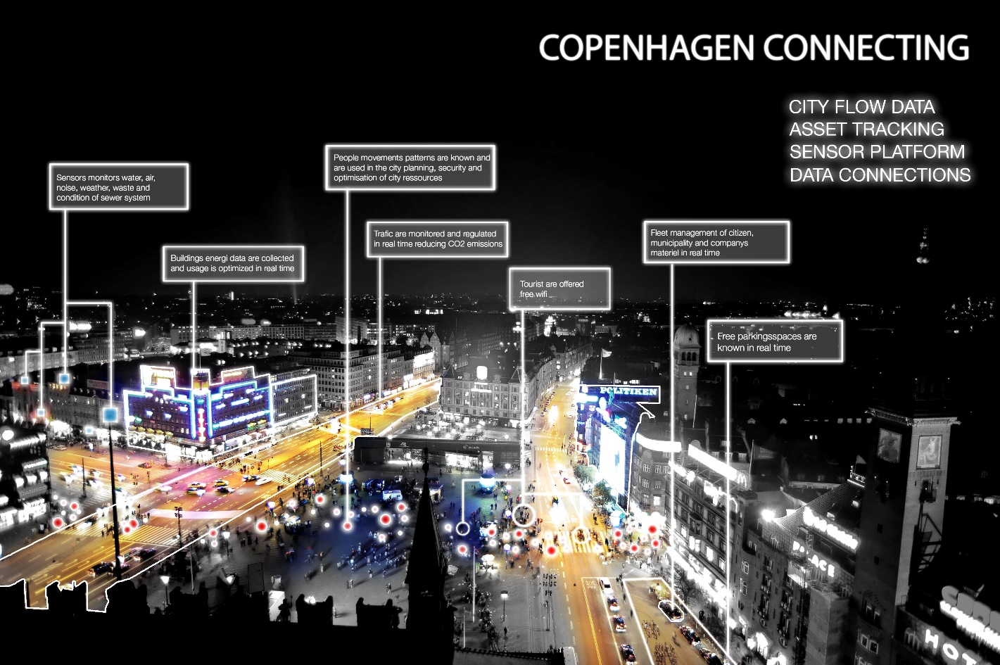 COPENHAGEN CONNECTING
CITY FLOW DATA
ASSET TRACKING
SENSOR PLATFORM
DATA CONNECTIONS
People movements patterns are known and
are used in the city planning, security and
optimisation of city ressources
Sensors monitors water, air,
noise, weather, waste and
condition of sewer system
Trafic are monitored and regulated
in real time reducing CO2 emissions
Fleet management of citizen,
municipality and companys
materiel in real time
Buildings energi data are collected
and usage is optimized in real time
Tourist are offered
free wifi
Free parkingsspaces are
known in real time
POLITIKEN
PALACE
BUS
HOT